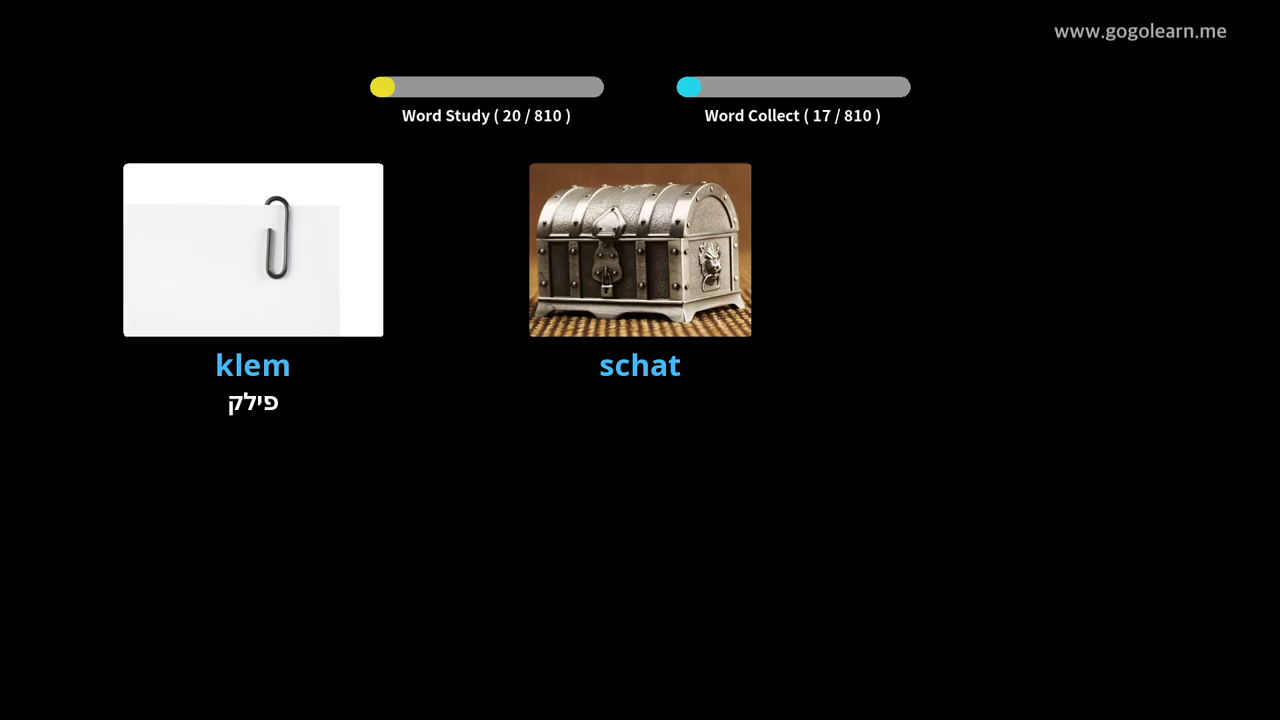 www.gogolearn.me
Word Study ( 20 / 810 )
Word Collect ( 17 / 810 )
klem
פילק
schat